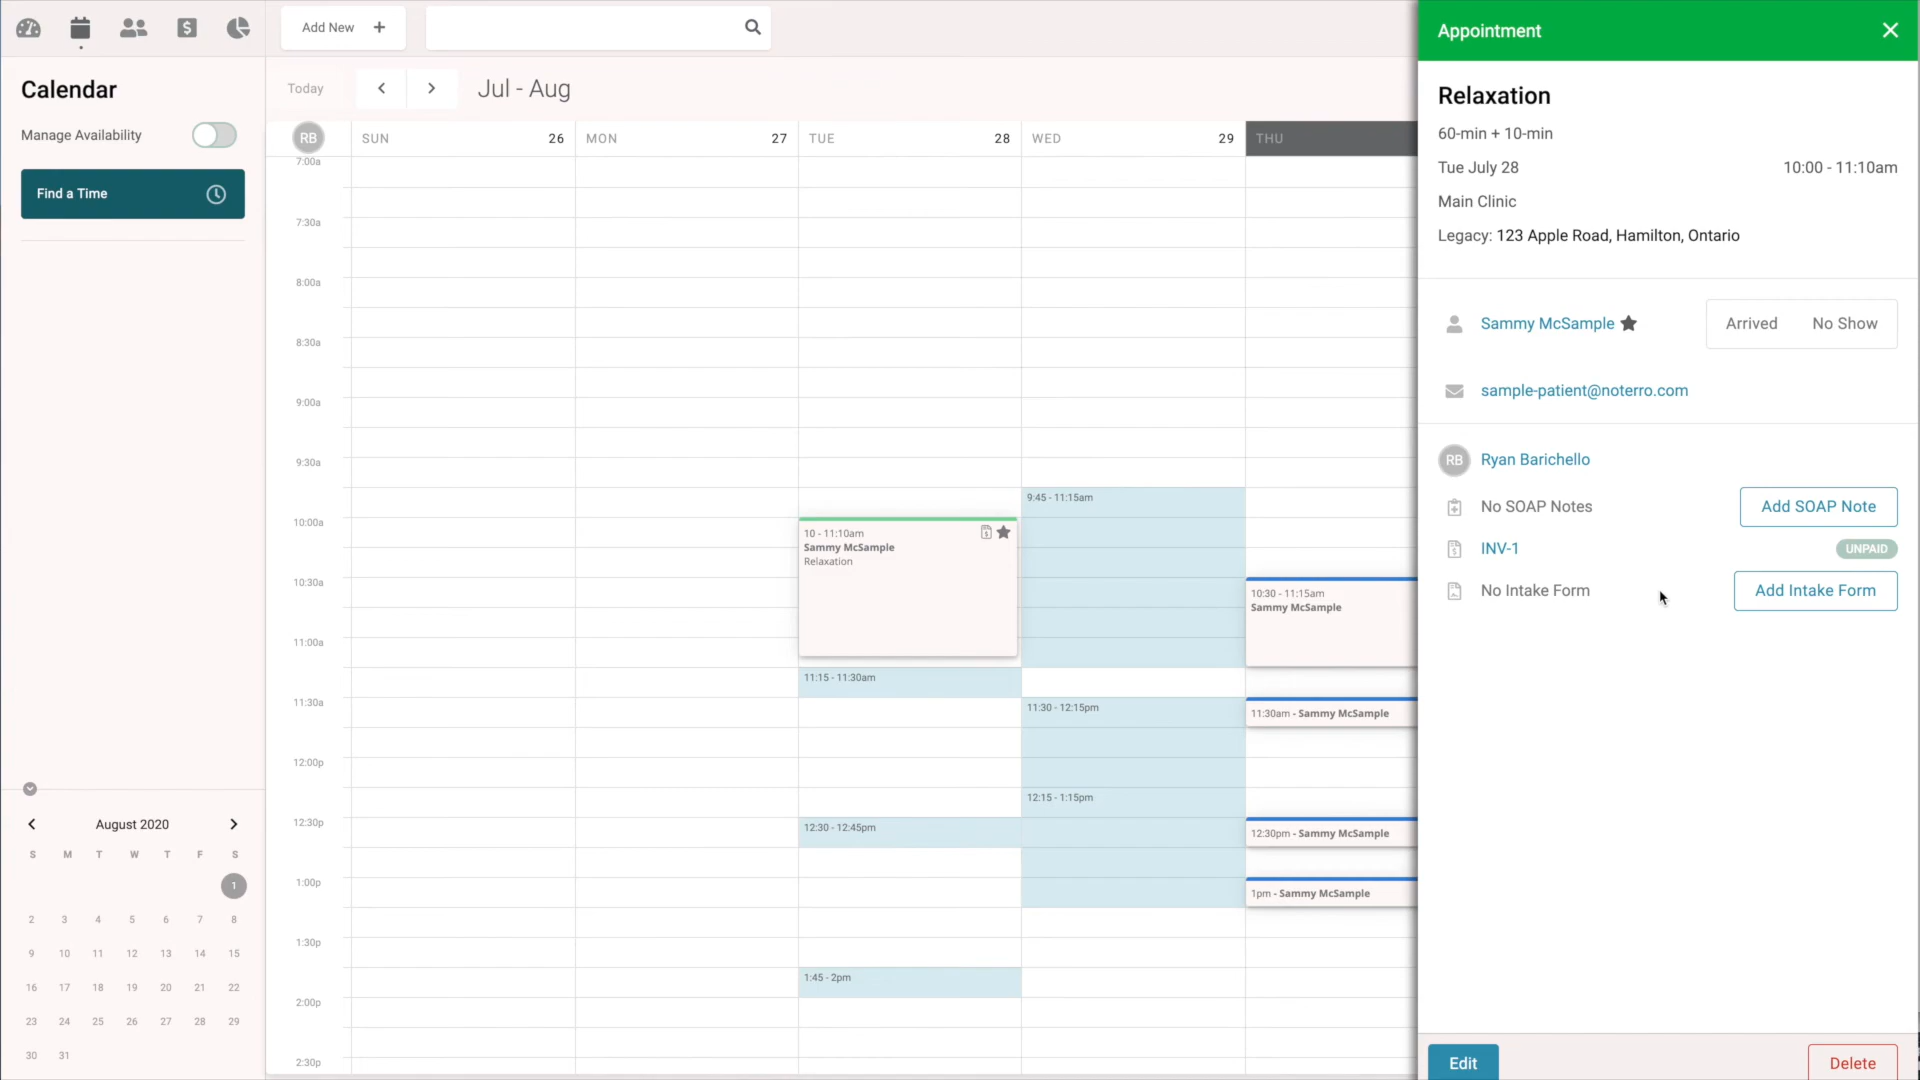 Add New +
Calendar
Manage Availability
Find a Time
Today
Jul - Aug
RB
SUN 26
MON 27
TUE 28
WED 29
THU
7:00a
7:30a
8:00a
8:30a
9:00a
9:30a
10:00a
10:30a
11:00a
11:30a
12:00p
12:30p
1:00p
1:30p
2:00p
2:30p
10 - 11:10am
Sammy McSample
Relaxation
11:15 - 11:30am
12:30 - 12:45pm
1:45 - 2pm
9:45 - 11:15am
11:30 - 12:15pm
12:15 - 1:15pm
10:30 - 11:15am
Sammy McSample
11:30am - Sammy McSample
12:30pm - Sammy McSample
1pm - Sammy McSample
August 2020
S M T W T F S
1
2 3 4 5 6 7 8
9 10 11 12 13 14 15
16 17 18 19 20 21 22
23 24 25 26 27 28 29
30 31
Appointment
Relaxation
60-min + 10-min
Tue July 28 10:00 - 11:10am
Main Clinic
Legacy: 123 Apple Road, Hamilton, Ontario
Sammy McSample Arrived No Show
sample-patient@noterro.com
RB Ryan Barichello
No SOAP Notes Add SOAP Note
INV-1 UNPAID
No Intake Form Add Intake Form
Edit Delete